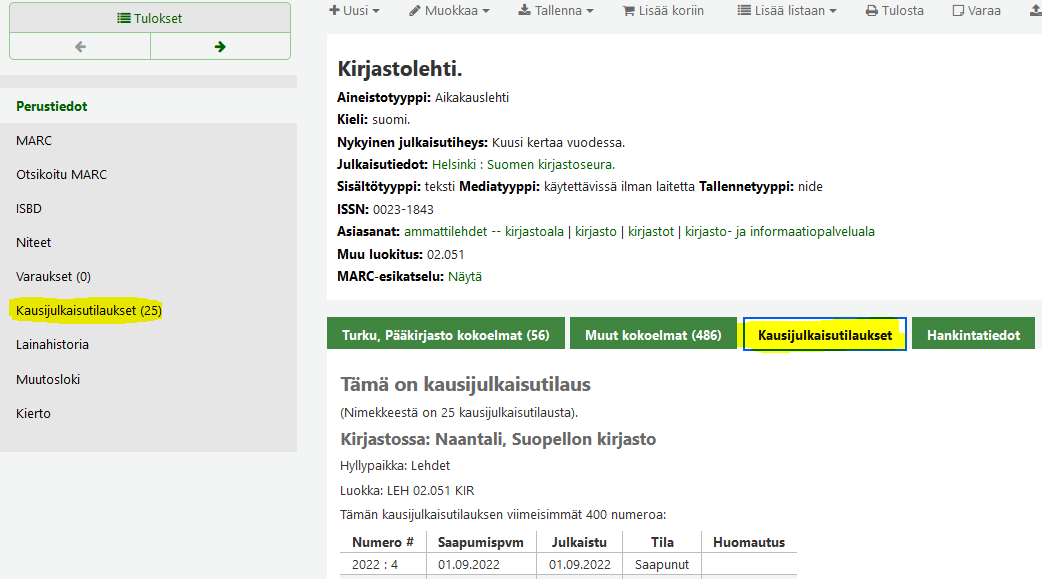 Tulokset
Uusi Muokkaa Tallenna Lisää koriin Lisää listaan Tulosta Varaa
Perustiedot
MARC
Otsikoitu MARC
ISBD
Niteet
Varaukset (0)
Kausijulkaisutilaukset (25)
Lainahistoria
Muutosloki
Kierto
Kirjastolehti.
Aineistotyyppi: Aikakauslehti
Kieli: suomi.
Nykyinen julkaisutiheys: Kuusi kertaa vuodessa.
Julkaisutiedot: Helsinki : Suomen kirjastoseura.
Sisältötyyppi: teksti Mediatyyppi: käytettävissä ilman laitetta Tallennetyyppi: nide
ISSN: 0023-1843
Asiasanat: ammattilehdet -- kirjastoala | kirjasto | kirjastot | kirjasto- ja informaatiopalveluala
Muu luokitus: 02.051
MARC-esikatselu: Näytä
Turku, Pääkirjasto kokoelmat (56) Muut kokoelmat (486) Kausijulkaisutilaukset Hankintatiedot
Tämä on kausijulkaisutilaus
(Nimekkeestä on 25 kausijulkaisutilausta).
Kirjastossa: Naantali, Suopellon kirjasto
Hyllypaikka: Lehdet
Luokka: LEH 02.051 KIR
Tämän kausijulkaisutilauksen viimeisimmät 400 numeroa:
Numero # Saapumispvm Julkaistu Tila Huomautus
2022 : 4 01.09.2022 01.09.2022 Saapunut